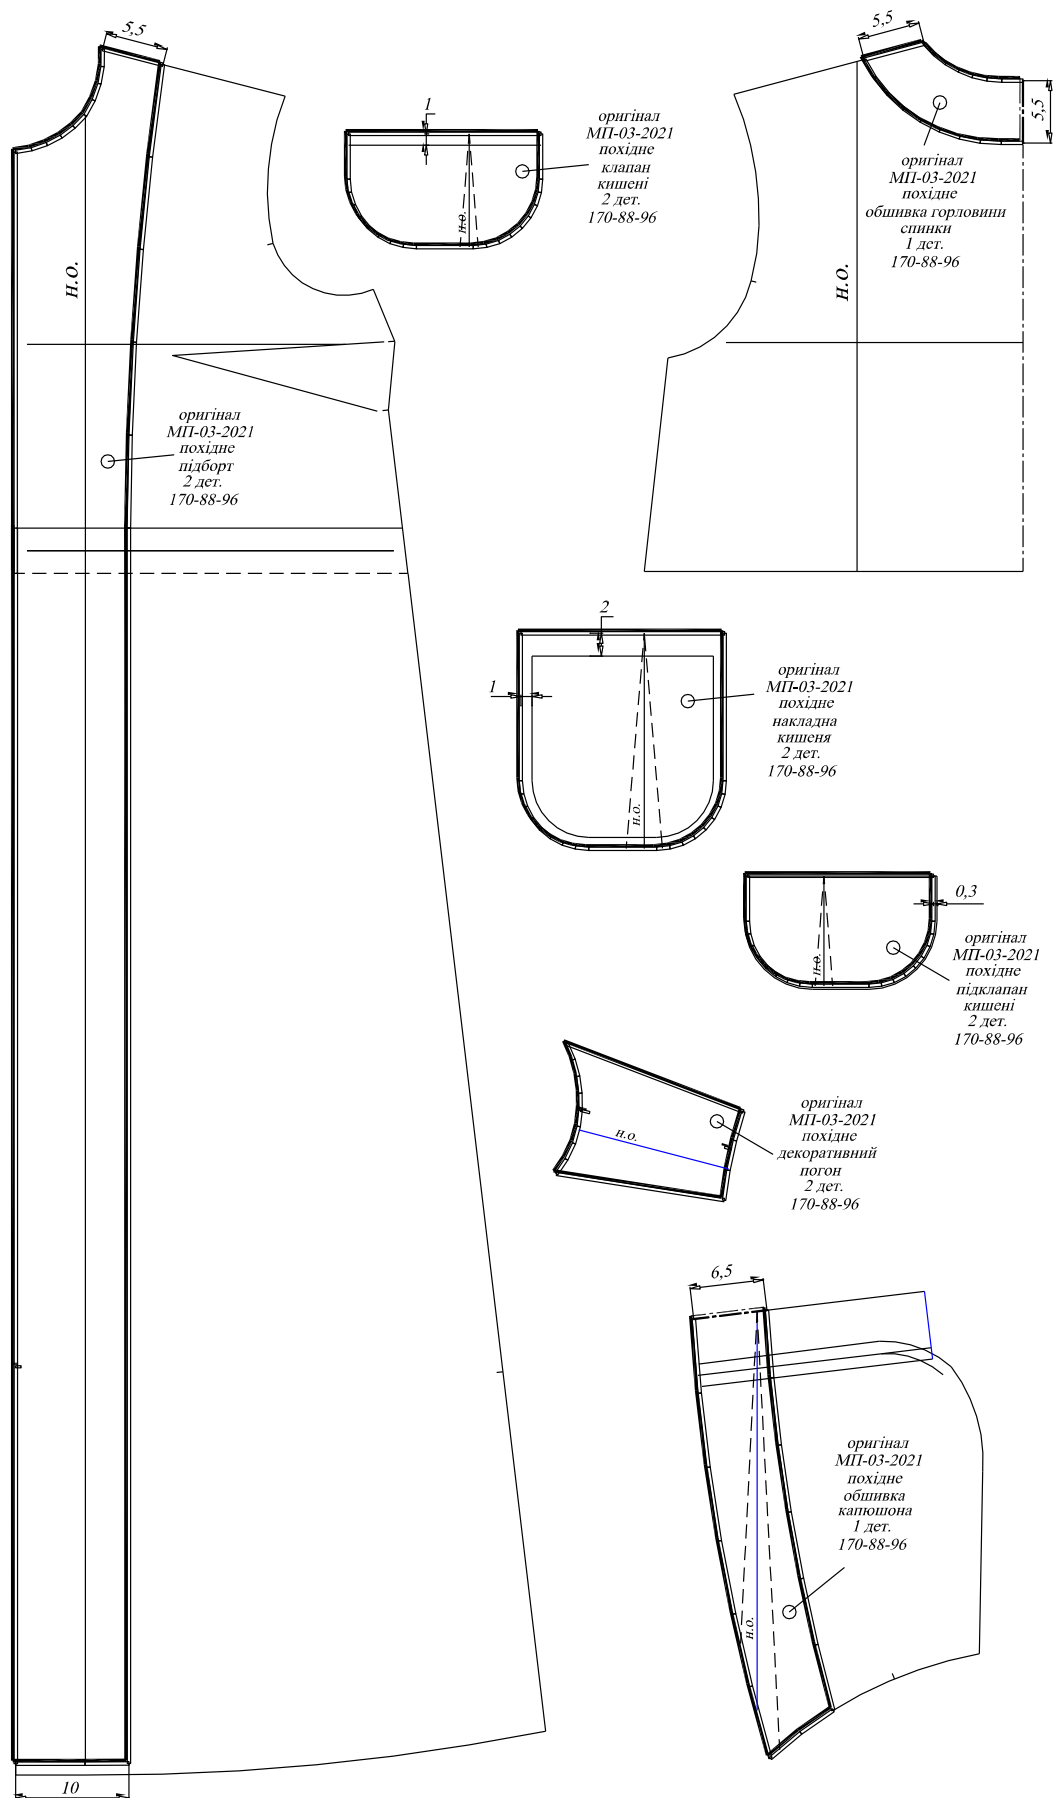 5,5
5,5
1
оригінал
МП-03-2021
похідне
клапан
кишені
2 дет.
170-88-96
н.о.
5,5
оригінал
МП-03-2021
похідне
обшивка горловини
спинки
1 дет.
170-88-96
н.о.
н.о.
оригінал
МП-03-2021
похідне
підборт
2 дет.
170-88-96
2
1
оригінал
МП-03-2021
похідне
накладна
кишеня
2 дет.
170-88-96
н.о.
0,3
оригінал
МП-03-2021
похідне
підклапан
кишені
2 дет.
170-88-96
н.о.
оригінал
МП-03-2021
похідне
декоративний
погон
2 дет.
170-88-96
н.о.
6,5
оригінал
МП-03-2021
похідне
обшивка
капюшона
1 дет.
170-88-96
н.о.
10